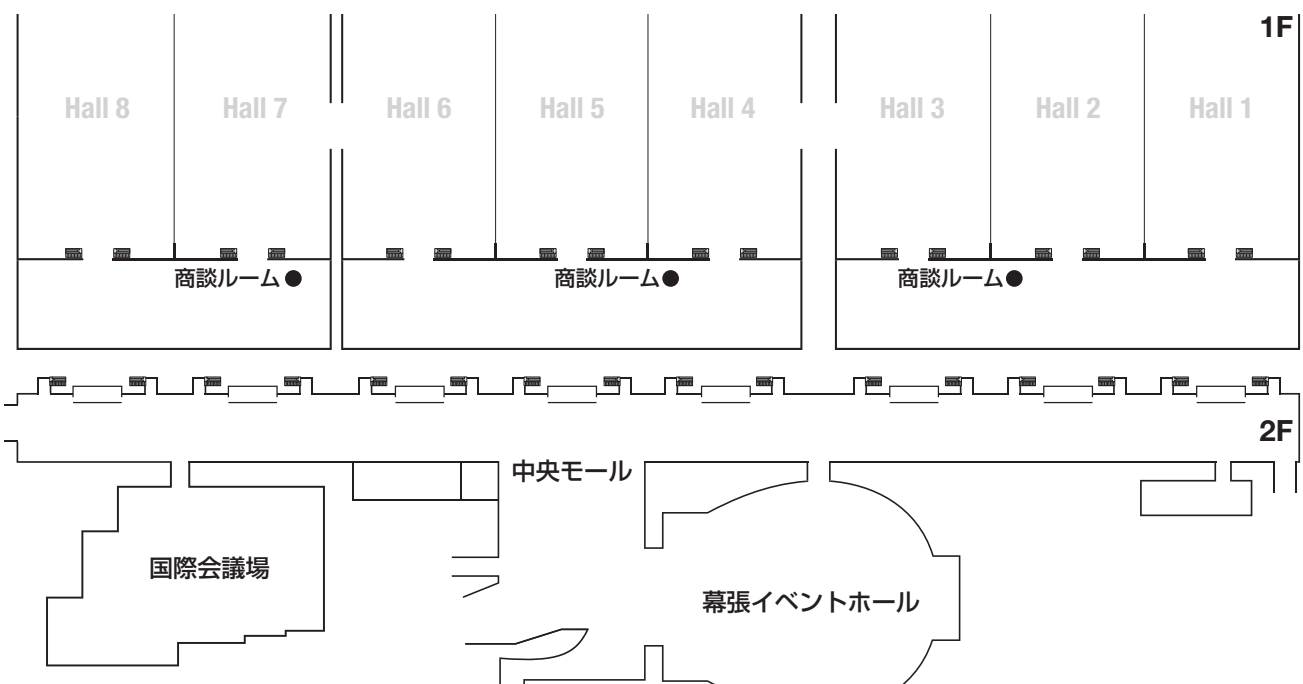 1F
Hall 8
Hall 7
Hall 6
Hall 5
Hall 4
Hall 3
Hall 2
Hall 1
商談ルーム●
商談ルーム●
商談ルーム●
2F
中央モール
国際会議場
幕張イベントホール